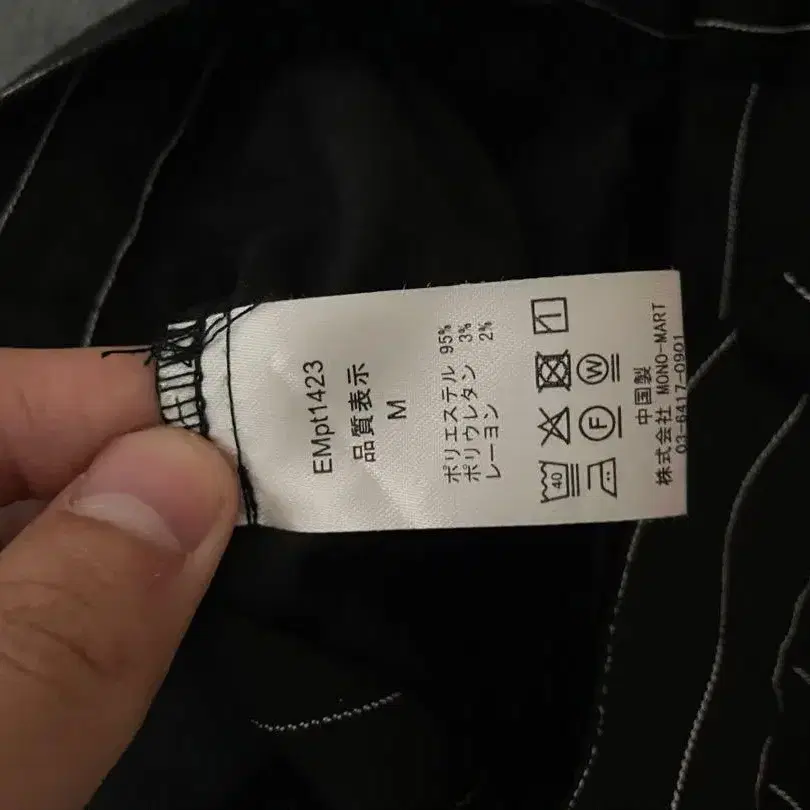 EMpt1423
品質表示
M
ポリエステル 95%
ポリウレタン 3%
レーヨン 2%
40
F
W
中国製
株式会社 MONO-MART
03-6417-0901